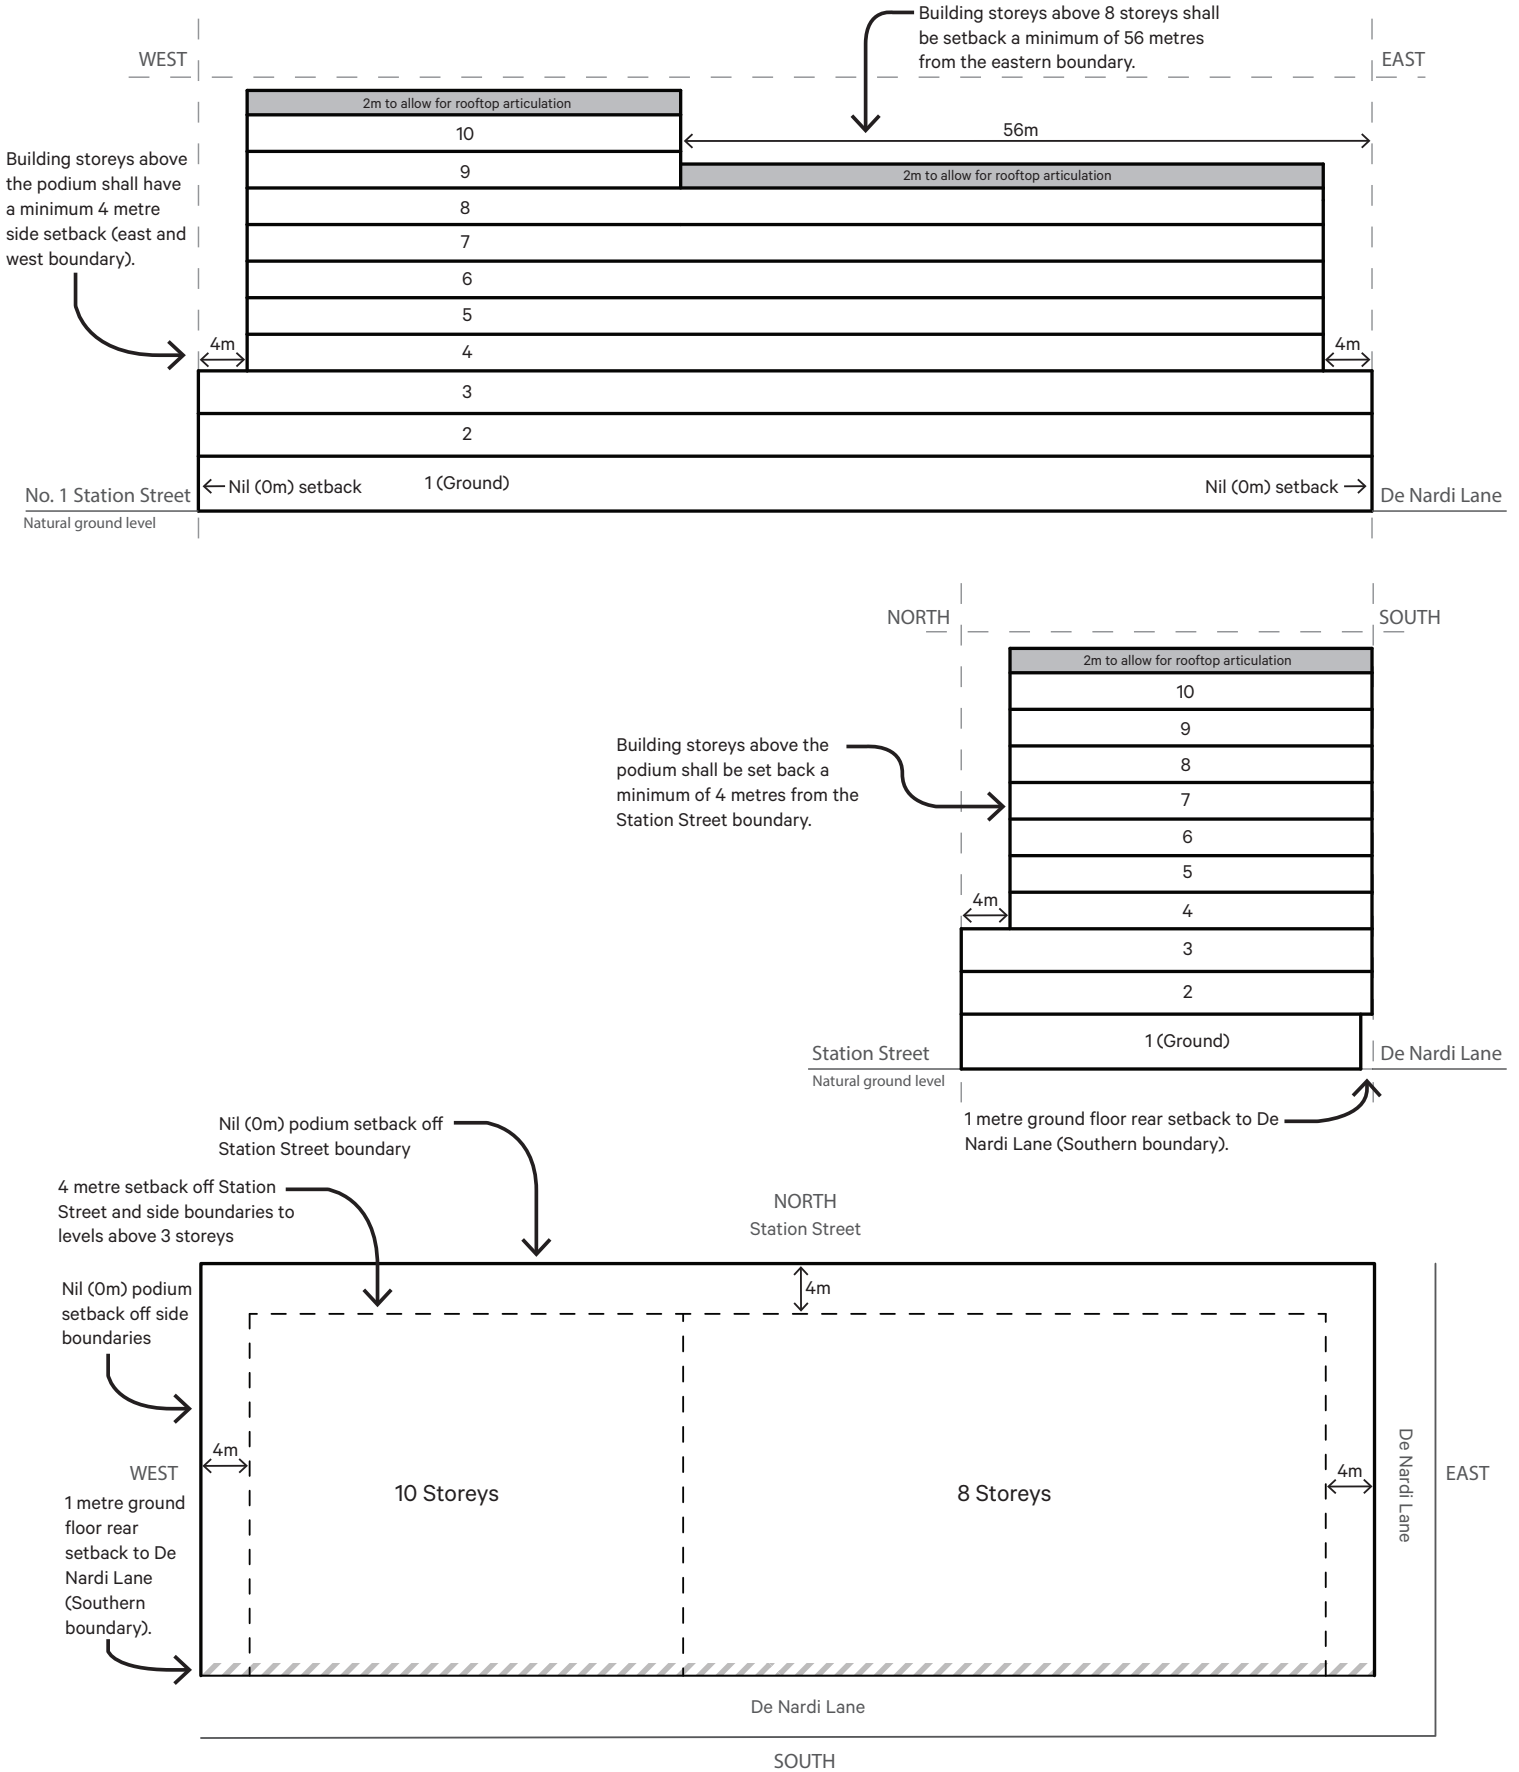 Building storeys above 8 storeys shall
be setback a minimum of 56 metres
from the eastern boundary.
WEST
EAST
2m to allow for rooftop articulation
10
56m
Building storeys above
the podium shall have
a minimum 4 metre
side setback (east and
west boundary).
9
2m to allow for rooftop articulation
8
7
6
5
4m
4
4m
3
2
No. 1 Station Street
Nil (0m) setback
1 (Ground)
Nil (0m) setback
De Nardi Lane
Natural ground level
NORTH
SOUTH
2m to allow for rooftop articulation
10
9
Building storeys above the
podium shall be set back a
minimum of 4 metres from the
Station Street boundary.
8
7
6
5
4m
4
3
2
1 (Ground)
Station Street
De Nardi Lane
Natural ground level
1 metre ground floor rear setback to De
Nardi Lane (Southern boundary).
Nil (0m) podium setback off
Station Street boundary
4 metre setback off Station
Street and side boundaries to
levels above 3 storeys
NORTH
Station Street
Nil (0m) podium
setback off side
boundaries
4m
4m
WEST
10 Storeys
8 Storeys
4m
De Nardi Lane
EAST
1 metre ground
floor rear
setback to De
Nardi Lane
(Southern
boundary).
De Nardi Lane
SOUTH